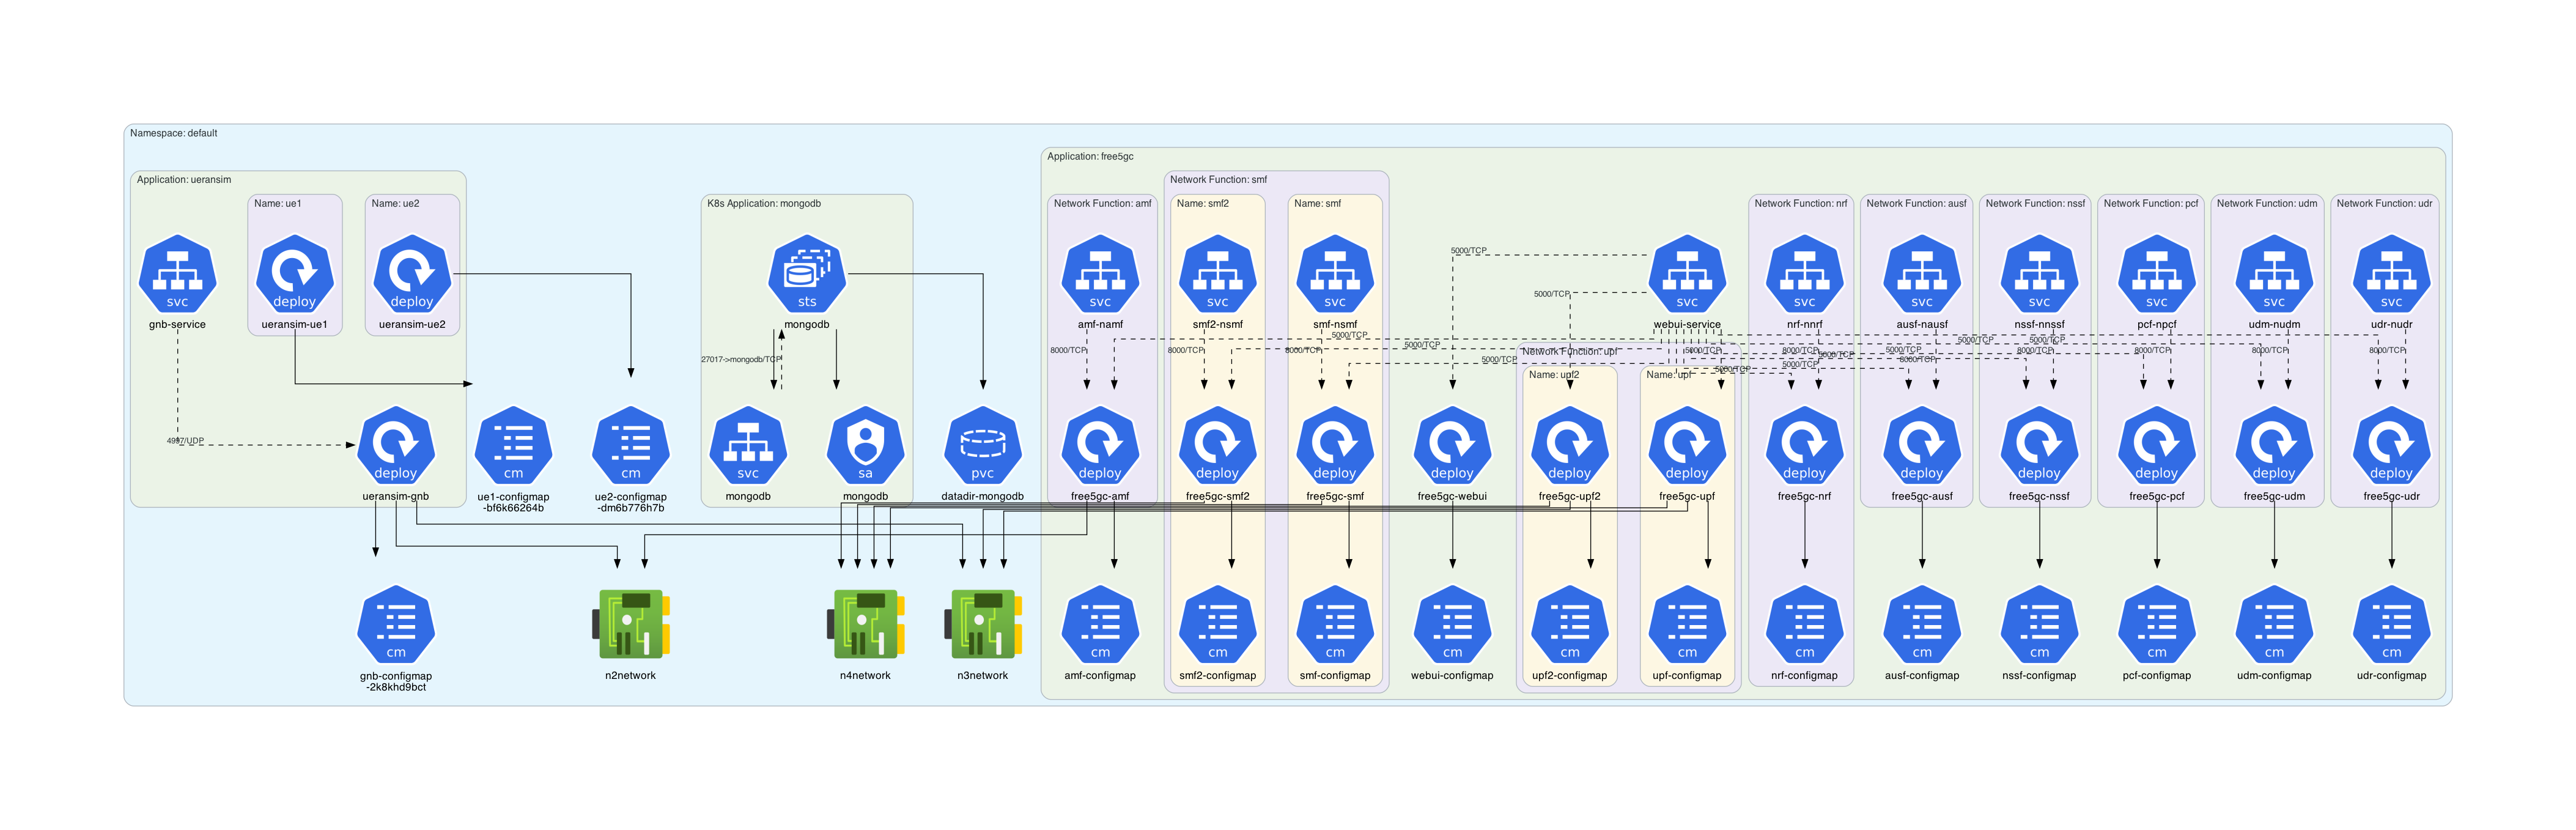 Namespace: default
Application: free5gc
Application: ueransim
Network Function: smf
Name: ue1
Name: ue2
K8s Application: mongodb
Network Function: amf
Name: smf2
Name: smf
Network Function: nrf
Network Function: ausf
Network Function: nssf
Network Function: pcf
Network Function: udm
Network Function: udr
5000/TCP
5000/TCP
svc
deploy
deploy
sts
svc
svc
svc
svc
svc
svc
svc
svc
svc
svc
gnb-service
ueransim-ue1
ueransim-ue2
mongodb
amf-namf
smf2-nsmf
smf-nsmf
webui-service
nrf-nnrf
ausf-nausf
nssf-nnssf
pcf-npcf
udm-nudm
udr-nudr
5000/TCP
5000/TCP
5000/TCP
5000/TCP
8000/TCP
8000/TCP
8000/TCP
Network Function: upf
5000/TCP
8000/TCP
5000/TCP
5000/TCP
8000/TCP
8000/TCP
8000/TCP
8000/TCP
27017->mongodb/TCP
5000/TCP
8000/TCP
5000/TCP
5000/TCP
Name: upf2
Name: upf
4997/UDP
deploy
cm
cm
svc
sa
pvc
deploy
deploy
deploy
deploy
deploy
deploy
deploy
deploy
deploy
deploy
deploy
deploy
ueransim-gnb
ue1-configmap
-bf6k66264b
ue2-configmap
-dm6b776h7b
mongodb
mongodb
datadir-mongodb
free5gc-amf
free5gc-smf2
free5gc-smf
free5gc-webui
free5gc-upf2
free5gc-upf
free5gc-nrf
free5gc-ausf
free5gc-nssf
free5gc-pcf
free5gc-udm
free5gc-udr
cm
cm
cm
cm
cm
cm
cm
cm
cm
cm
cm
cm
cm
gnb-configmap
-2k8khd9bct
n2network
n4network
n3network
amf-configmap
smf2-configmap
smf-configmap
webui-configmap
upf2-configmap
upf-configmap
nrf-configmap
ausf-configmap
nssf-configmap
pcf-configmap
udm-configmap
udr-configmap